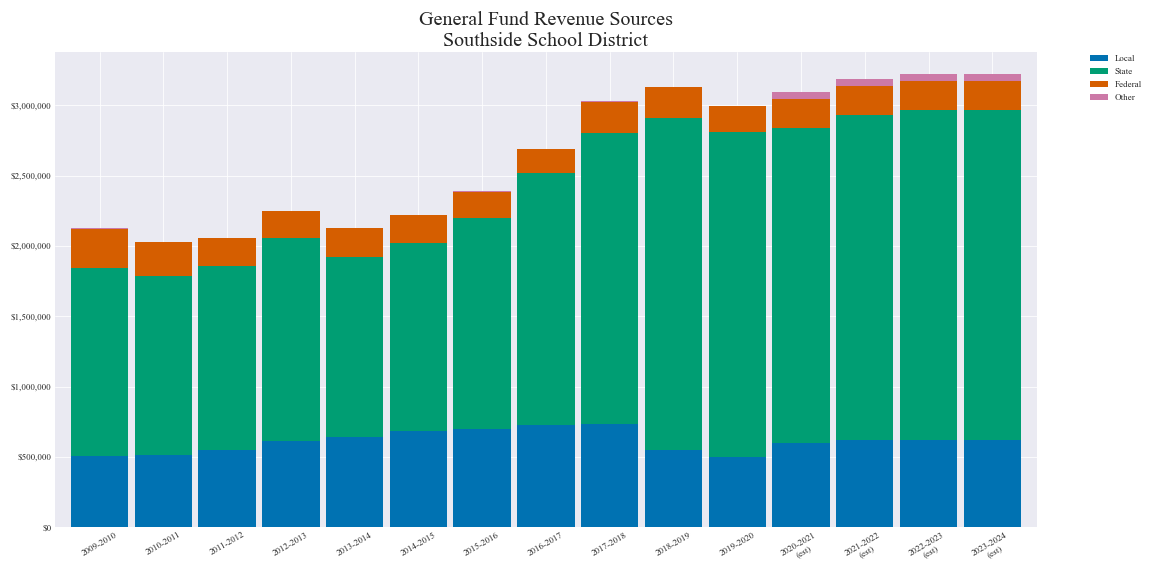 General Fund Revenue Sources
Southside School District
Local
State
Federal
Other
$3,000,000
$2,500,000
$2,000,000
$1,500,000
$1,000,000
$500,000
$0
2009-2010
2010-2011
2011-2012
2012-2013
2013-2014
2014-2015
2015-2016
2016-2017
2017-2018
2018-2019
2019-2020
2020-2021
(est)
2021-2022
(est)
2022-2023
(est)
2023-2024
(est)